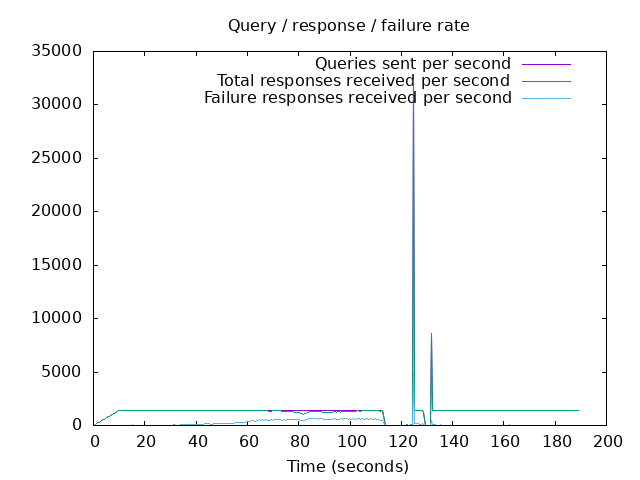 Query / response / failure rate
35000
30000
25000
20000
15000
10000
5000
0
Queries sent per second
Total responses received per second
Failure responses received per second
0 20 40 60 80 100 120 140 160 180 200
Time (seconds)